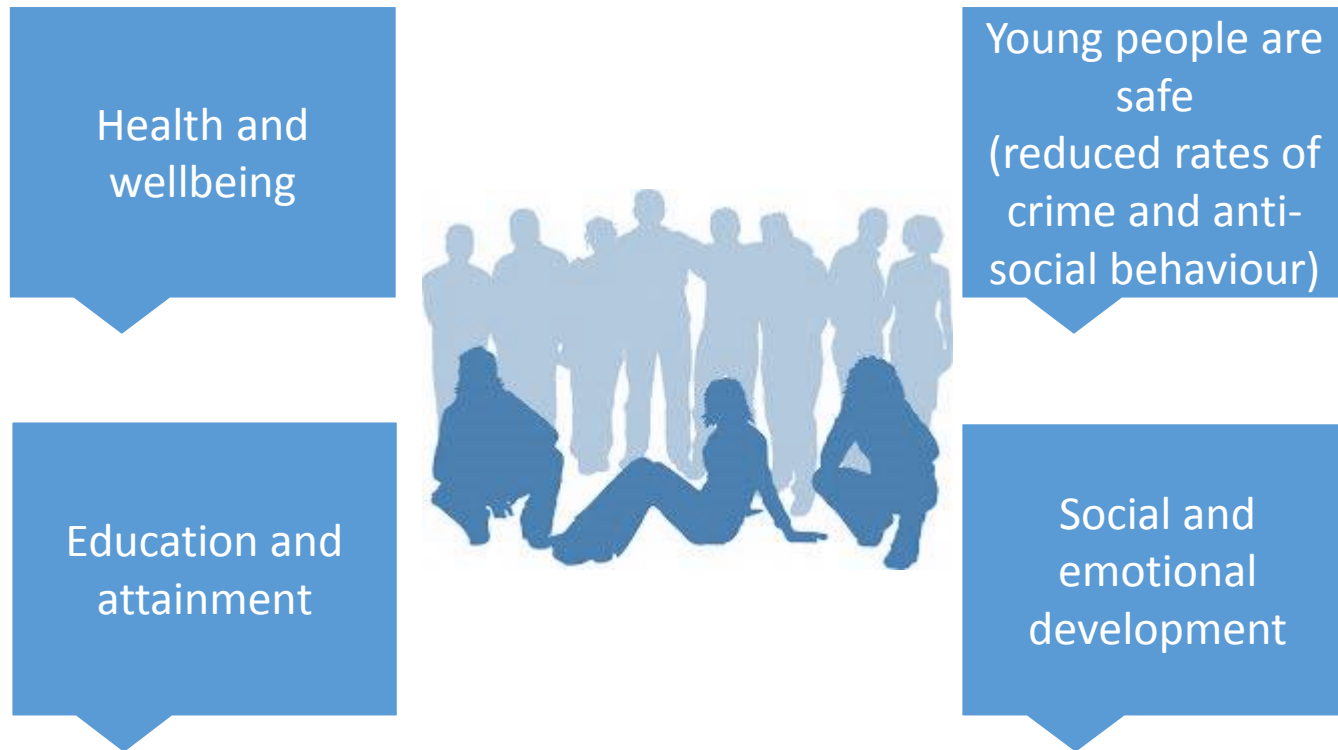 Health and
wellbeing
Young people are
safe
(reduced rates of
crime and anti-
social behaviour)
Education and
attainment
Social and
emotional
development